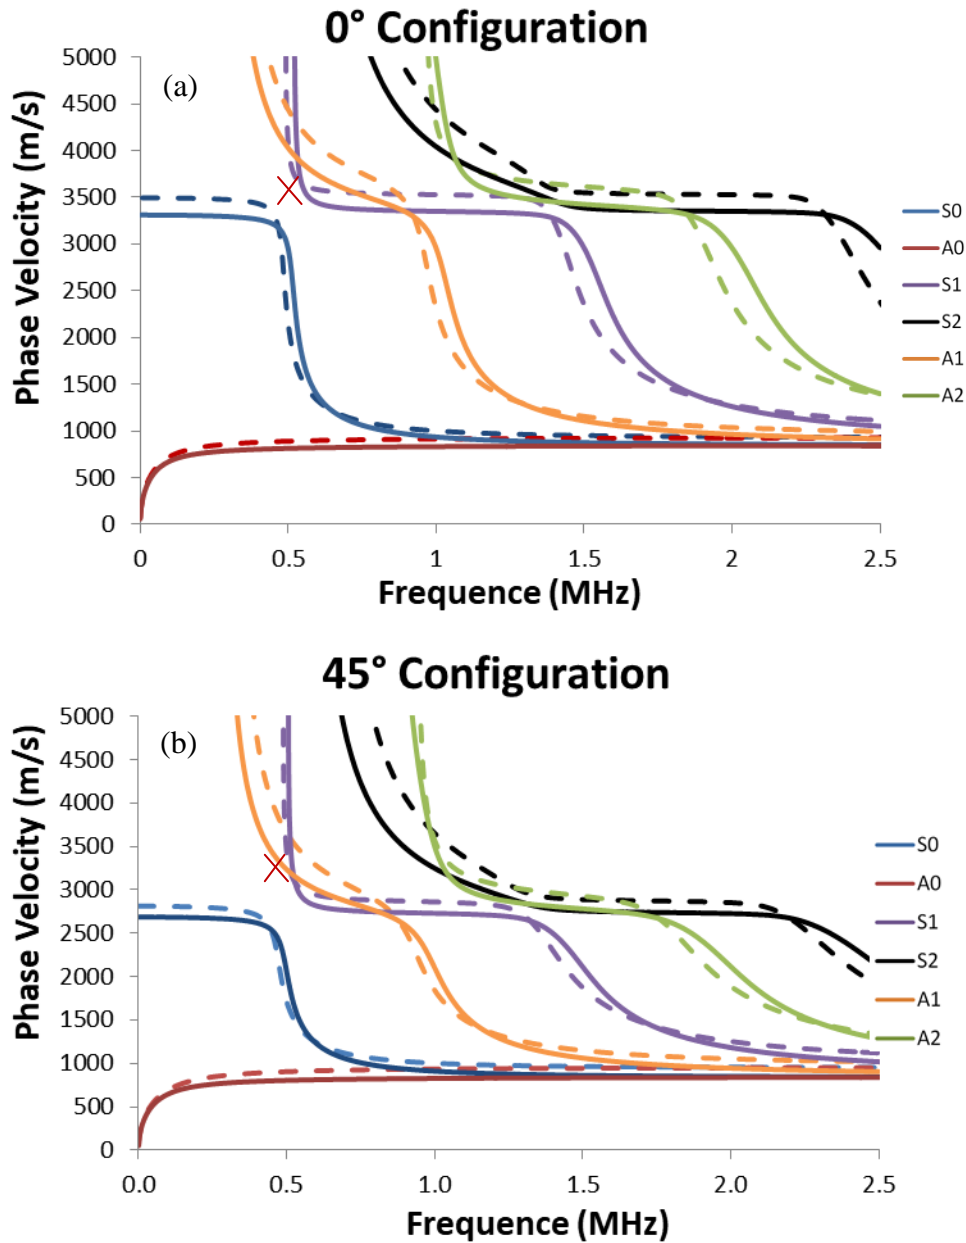 0° Configuration
(a)
Phase Velocity (m/s)
5000
4500
4000
3500
3000
2500
2000
1500
1000
500
0
0 0.5 1 1.5 2 2.5
Frequence (MHz)
S0
A0
S1
S2
A1
A2
45° Configuration
(b)
Phase Velocity (m/s)
5000
4500
4000
3500
3000
2500
2000
1500
1000
500
0
0.0 0.5 1.0 1.5 2.0 2.5
Frequence (MHz)
S0
A0
S1
S2
A1
A2